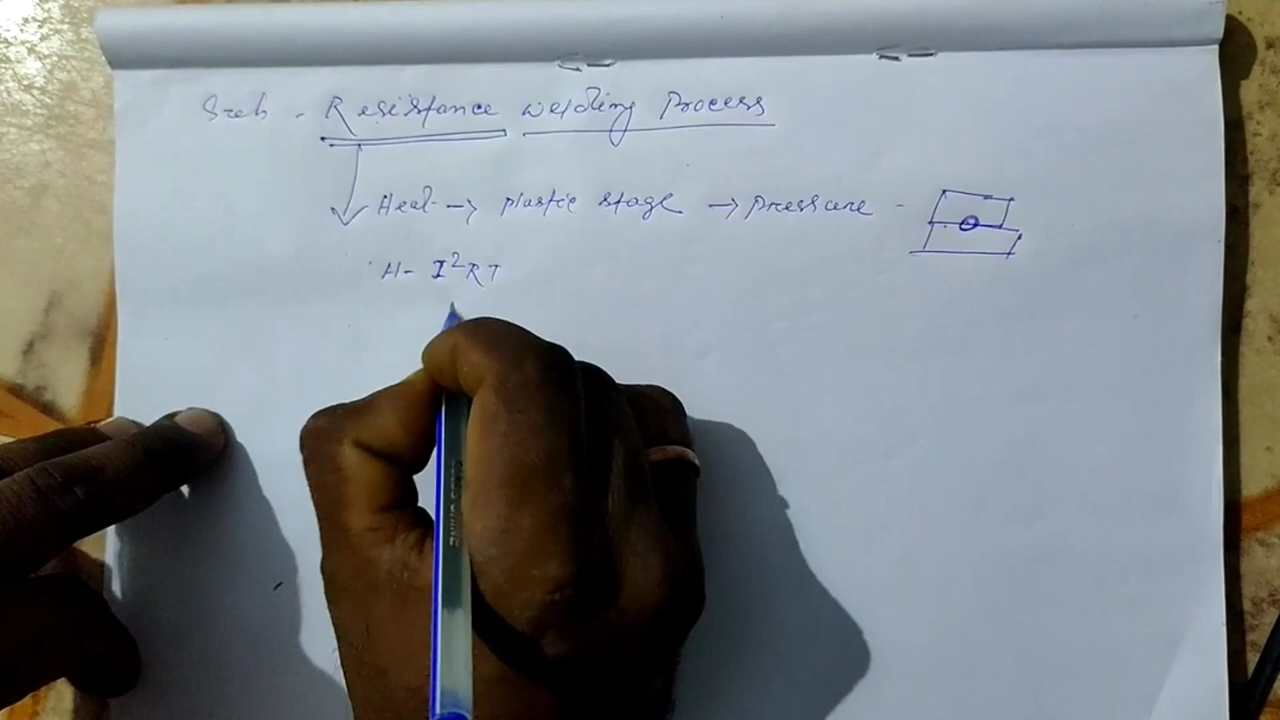 Resistance welding Process
Heat → plastic stage → pressure -
H - I²RT